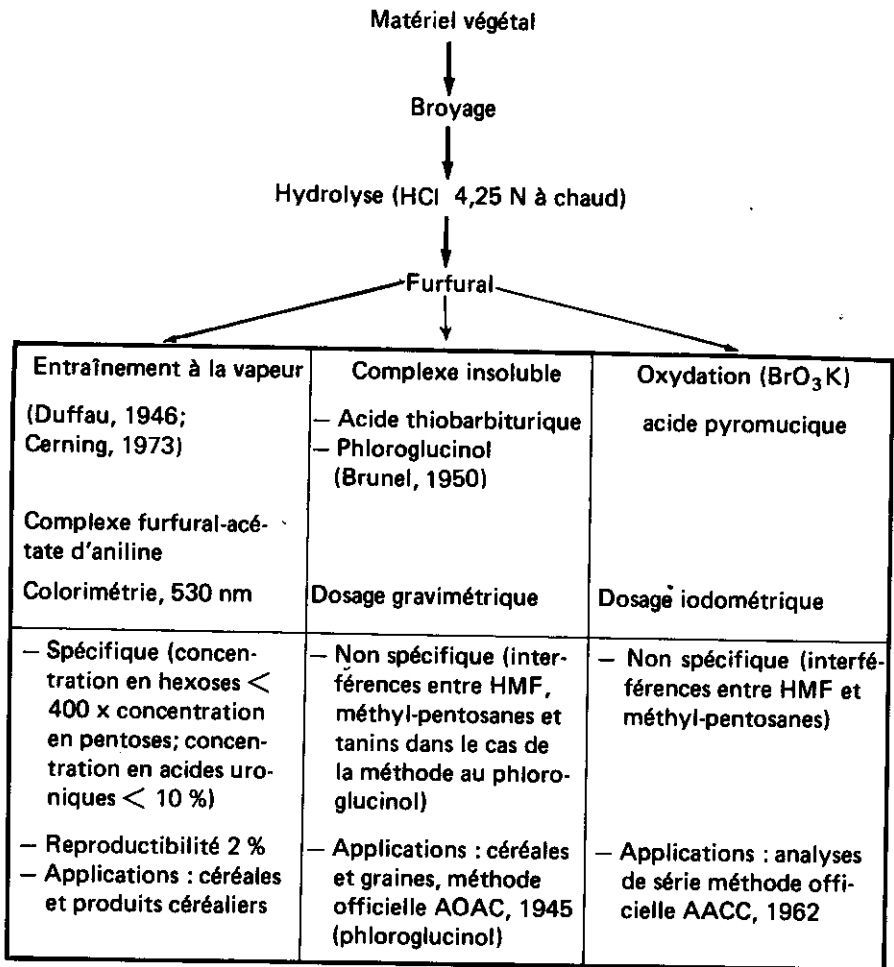 Matériel végétal
Broyage
Hydrolyse (HCl 4,25 N à chaud)
Furfural
Entraînement à la vapeur
(Duffau, 1946;
Cerning, 1973)
Complexe furfural-acé-
tate d'aniline
Colorimétrie, 530 nm
Complexe insoluble
– Acide thiobarbiturique
– Phloroglucinol
(Brunel, 1950)
Dosage gravimétrique
Oxydation (BrO₃K)
acide pyromucique
Dosage iodométrique
– Spécifique (concen-
tration en hexoses <
400 x concentration
en pentoses; concen-
tration en acides uro-
niques < 10 %)
– Reproductibilité 2 %
– Applications : céréales
et produits céréaliers
– Non spécifique (inter-
férences entre HMF,
méthyl-pentosanes et
tanins dans le cas de
la méthode au phloro-
glucinol)
– Applications : céréales
et graines, méthode
officielle AOAC, 1945
(phloroglucinol)
– Non spécifique (interfé-
férences entre HMF et
méthyl-pentosanes)
– Applications : analyses
de série méthode offi-
cielle AACC, 1962